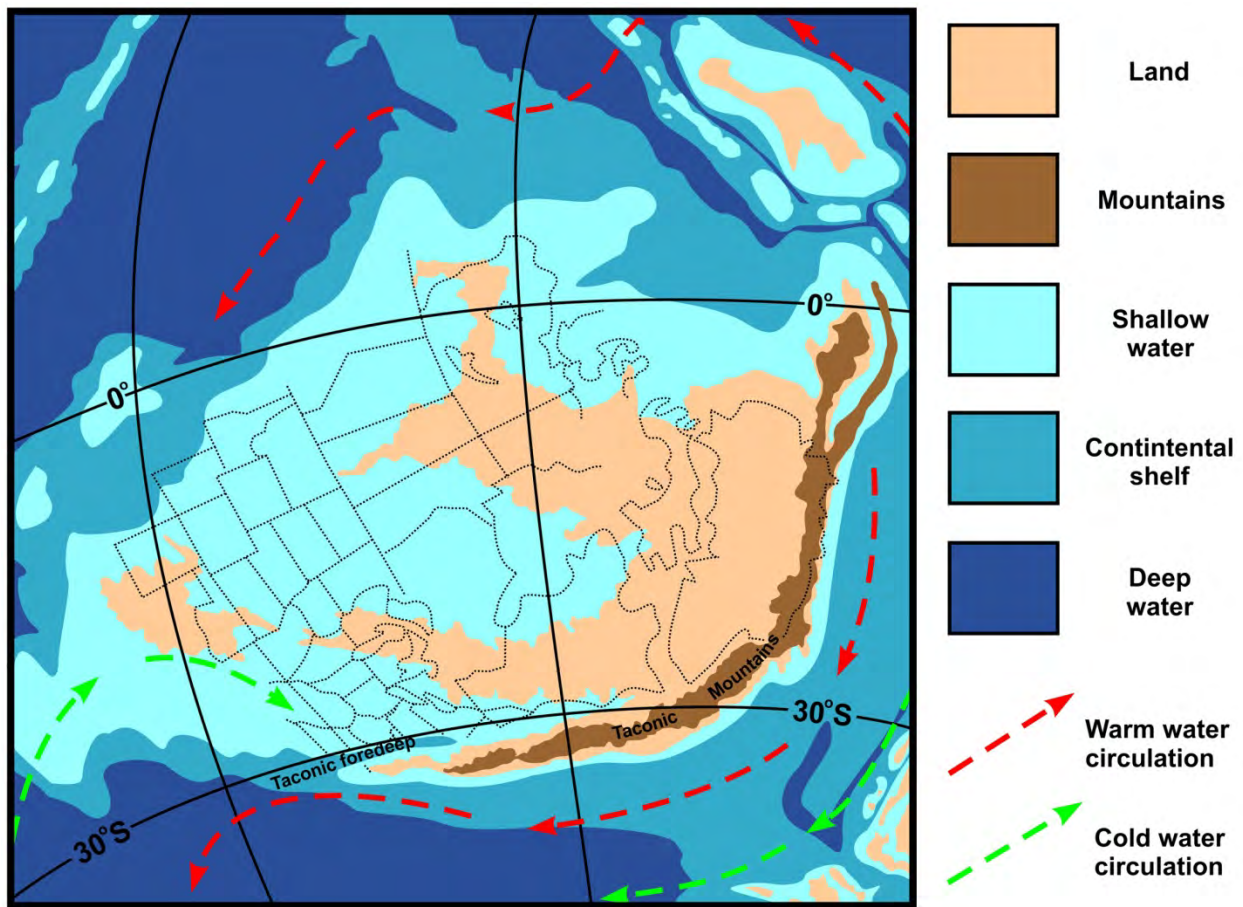 0°
0°
30°S
30°S
Taconic foredeep
Taconic
Mountains
Land
Mountains
Shallow
water
Contintental
shelf
Deep
water
Warm water
circulation
Cold water
circulation